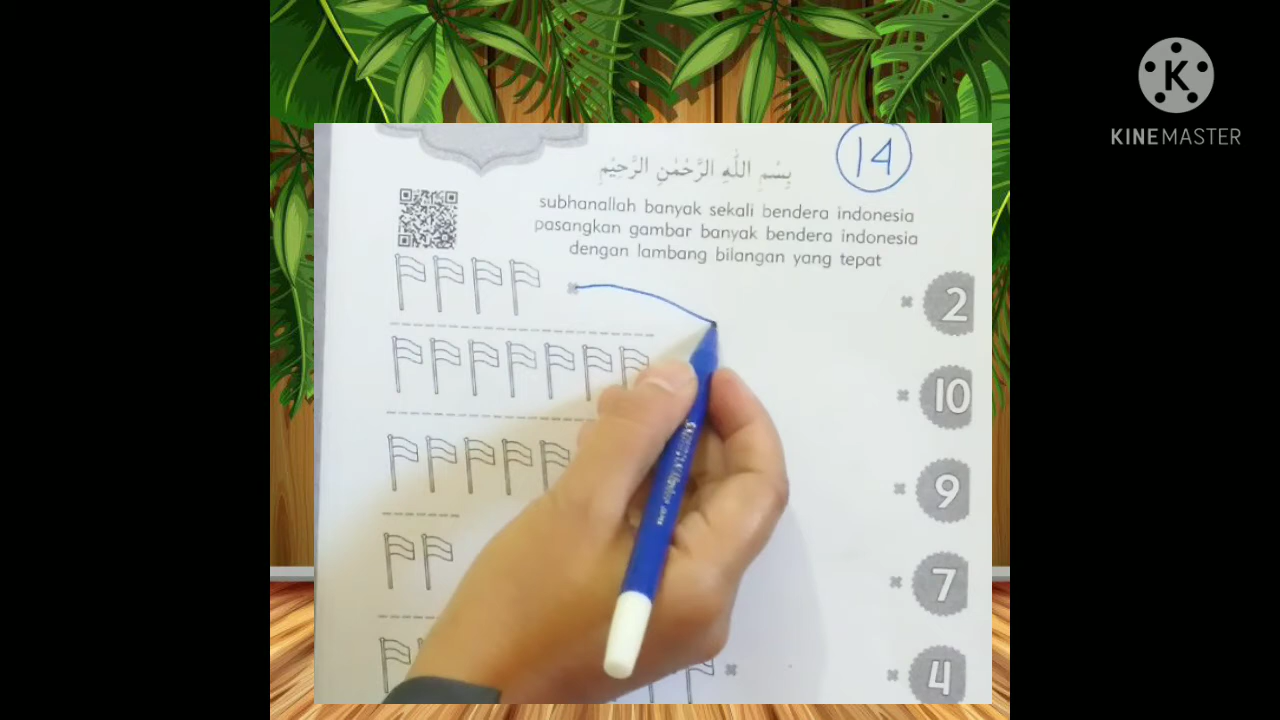 KINEMASTER
14
بِسْمِ اللّٰهِ الرَّحْمٰنِ الرَّحِيْمِ
subhanallah banyak sekali bendera indonesia
pasangkan gambar banyak bendera indonesia
dengan lambang bilangan yang tepat
2
10
9
7
4